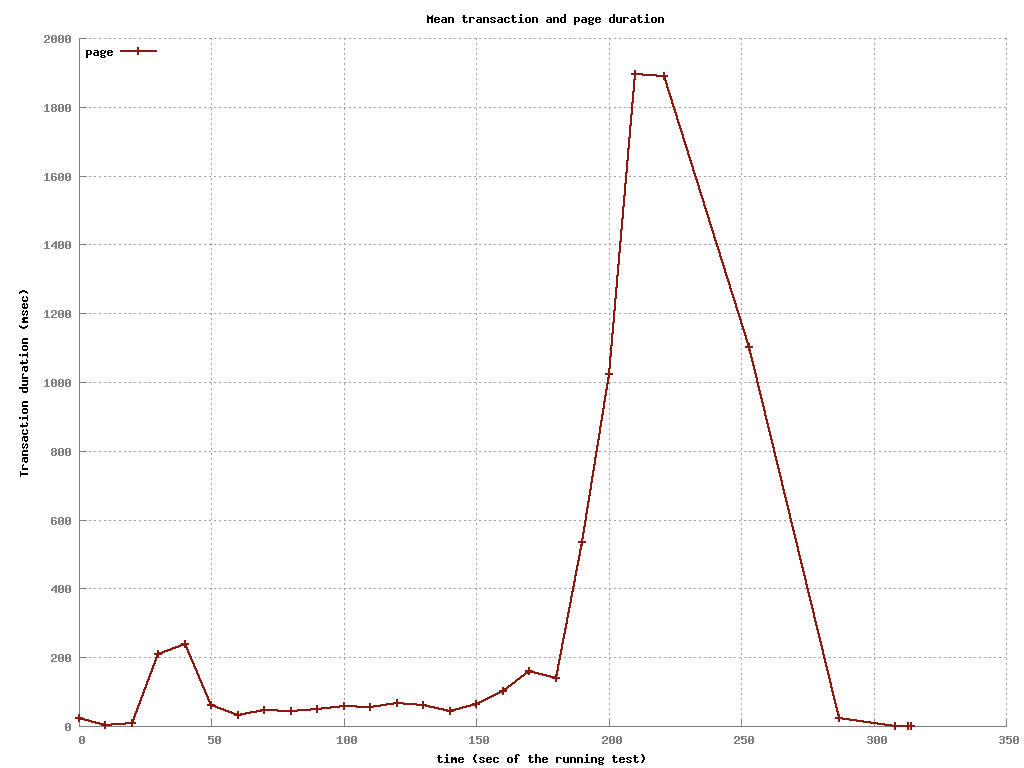 Mean transaction and page duration
page
2000
1800
1600
1400
1200
1000
800
600
400
200
0
Transaction duration (msec)
0 50 100 150 200 250 300 350
time (sec of the running test)